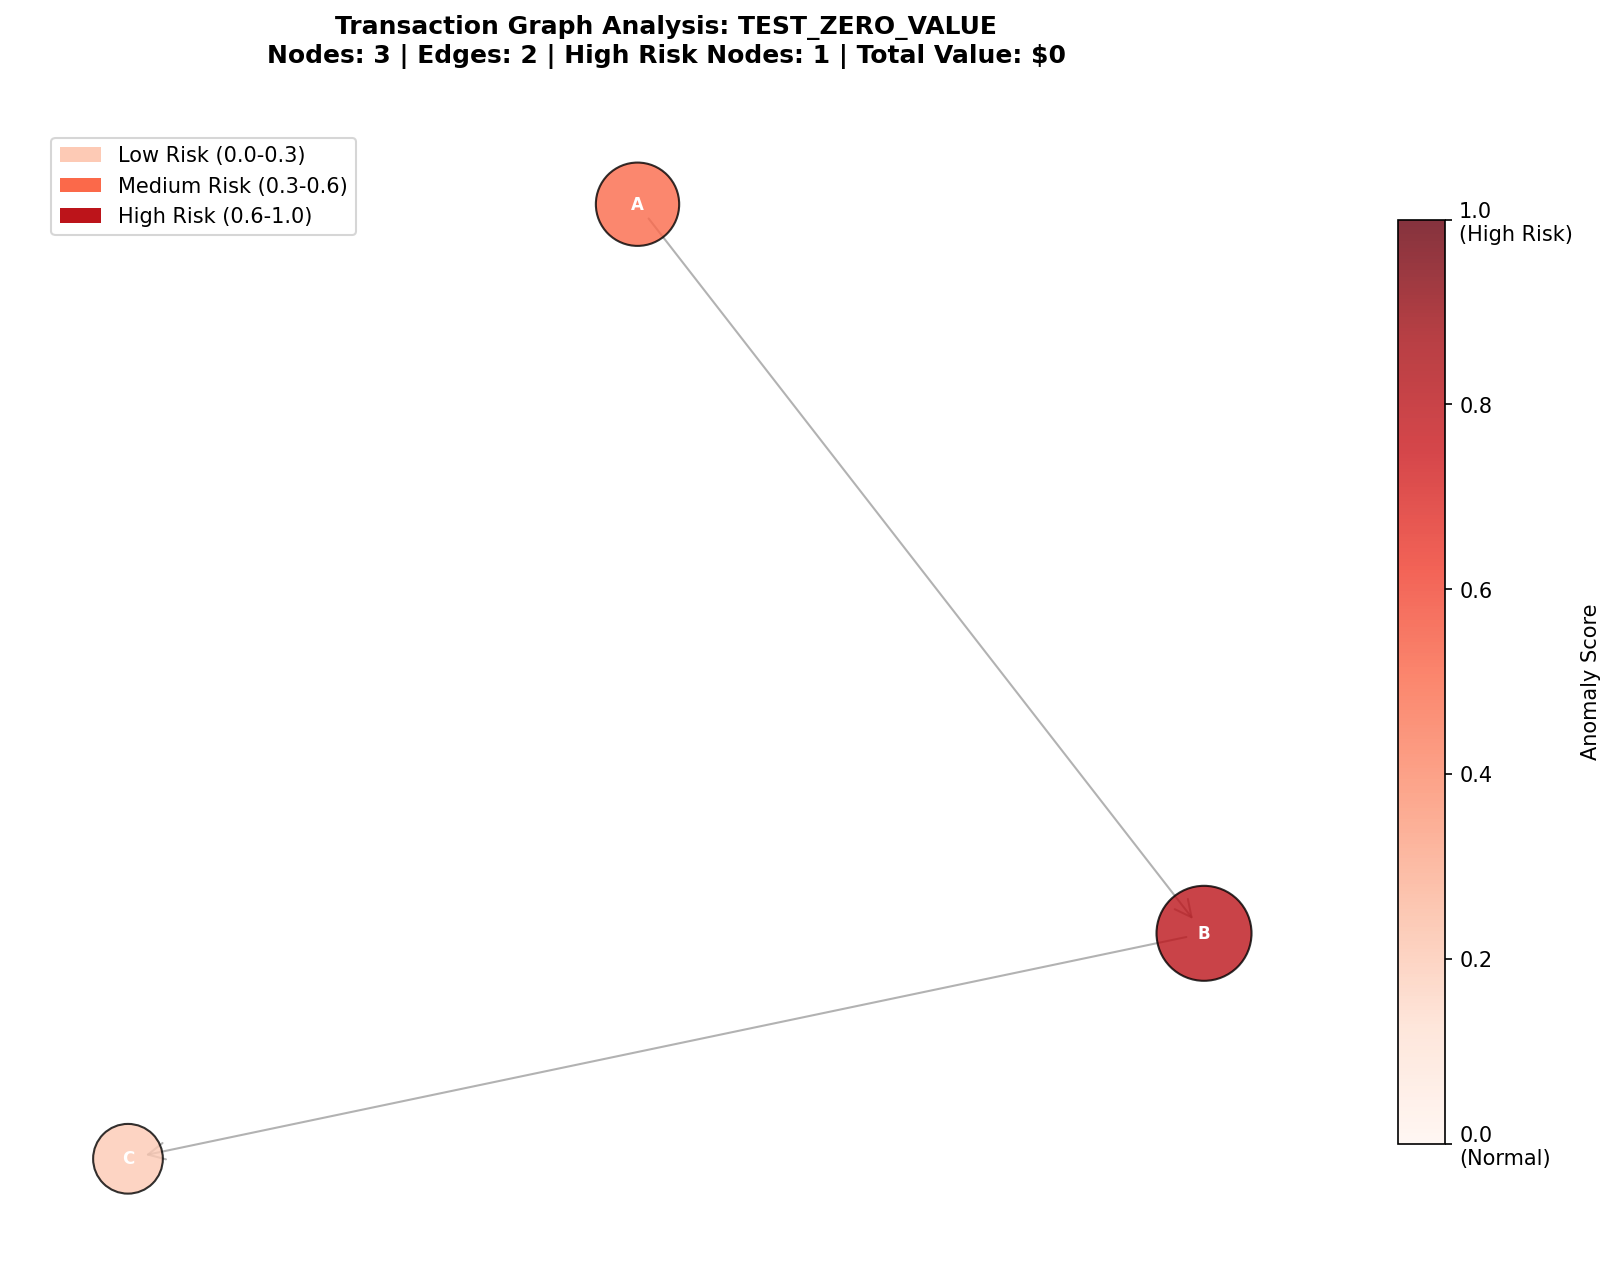 Transaction Graph Analysis: TEST_ZERO_VALUE
Nodes: 3 | Edges: 2 | High Risk Nodes: 1 | Total Value: $0
Low Risk (0.0-0.3)
Medium Risk (0.3-0.6)
High Risk (0.6-1.0)
A
B
C
1.0
(High Risk)
0.8
0.6
0.4
0.2
0.0
(Normal)
Anomaly Score